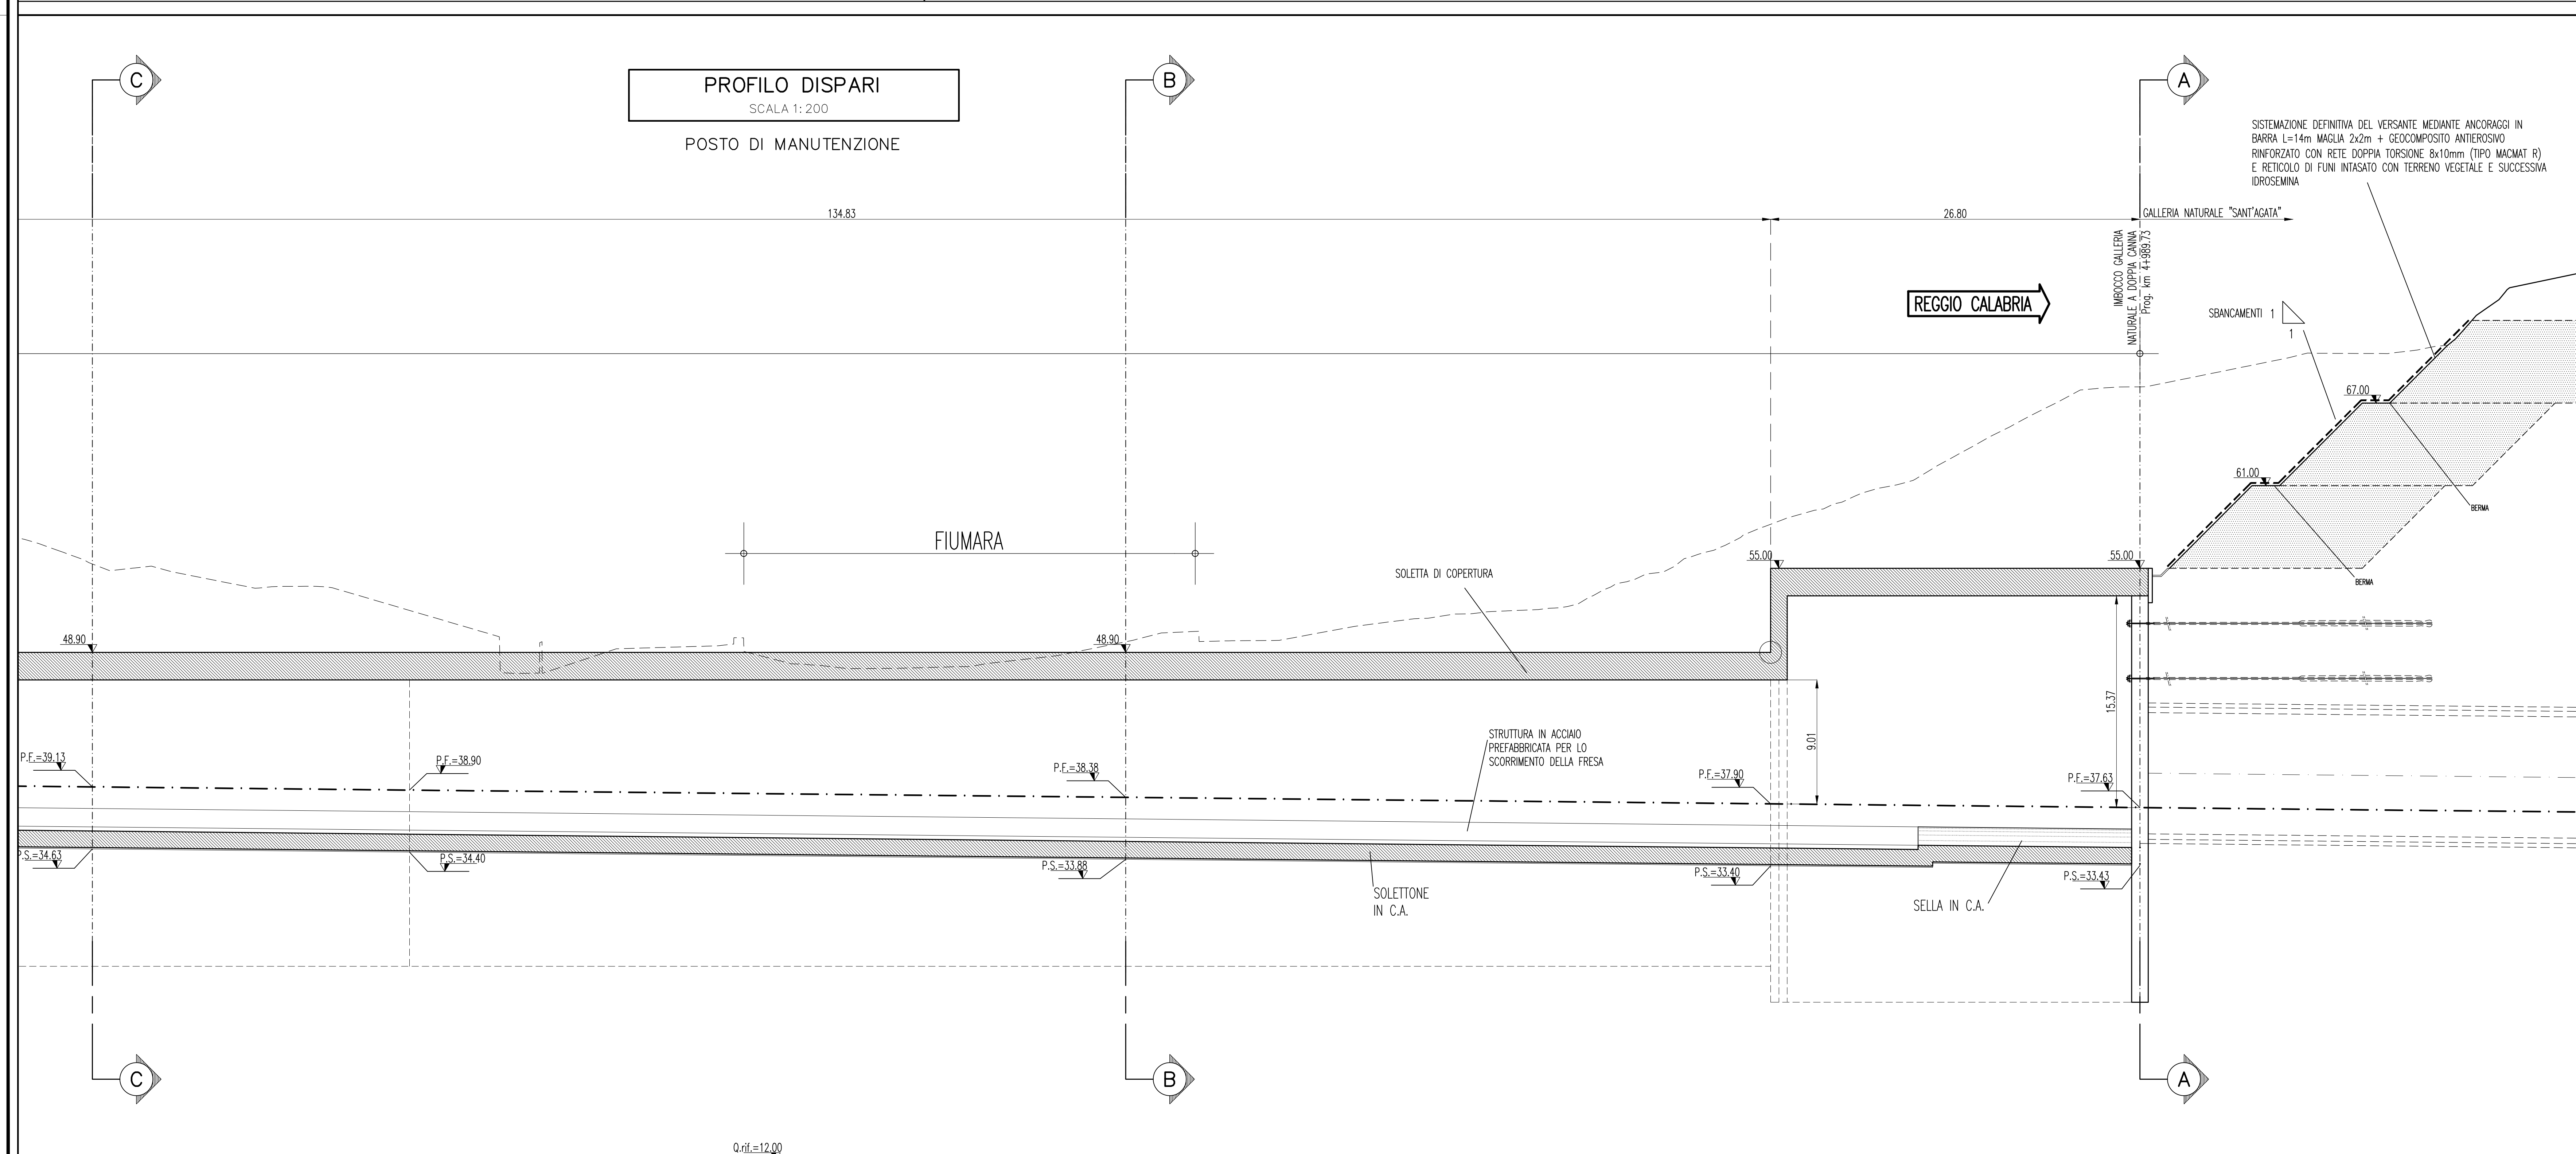 C
PROFILO DISPARI
SCALA 1:200
POSTO DI MANUTENZIONE
B
A
SISTEMAZIONE DEFINITIVA DEL VERSANTE MEDIANTE ANCORAGGI IN
BARRA L=14m MAGLIA 2x2m + GEOCOMPOSITO ANTIEROSIVO
RINFORZATO CON RETE DOPPIA TORSIONE 8x10mm (TIPO MACMAT R)
E RETICOLO DI FUNI INTASATO CON TERRENO VEGETALE E SUCCESSIVA
IDROSEMINA
134.83
26.80
GALLERIA NATURALE "SANT'AGATA"
IMBOCCO GALLERIA
NATURALE A DOPPIA CANNA
Prog. km 4+989.73
REGGIO CALABRIA
SBANCAMENTI 1
1
67.00
61.00
BERMA
BERMA
FIUMARA
SOLETTA DI COPERTURA
55.00
55.00
48.90
48.90
15.37
9.01
STRUTTURA IN ACCIAIO
PREFABBRICATA PER LO
SCORRIMENTO DELLA FRESA
P.F.=39.13
P.F.=38.90
P.F.=38.38
P.F.=37.90
P.F.=37.63
P.S.=34.63
P.S.=34.40
P.S.=33.88
P.S.=33.40
P.S.=33.43
SOLETTONE
IN C.A.
SELLA IN C.A.
C
B
A
Q.rif.=12.00